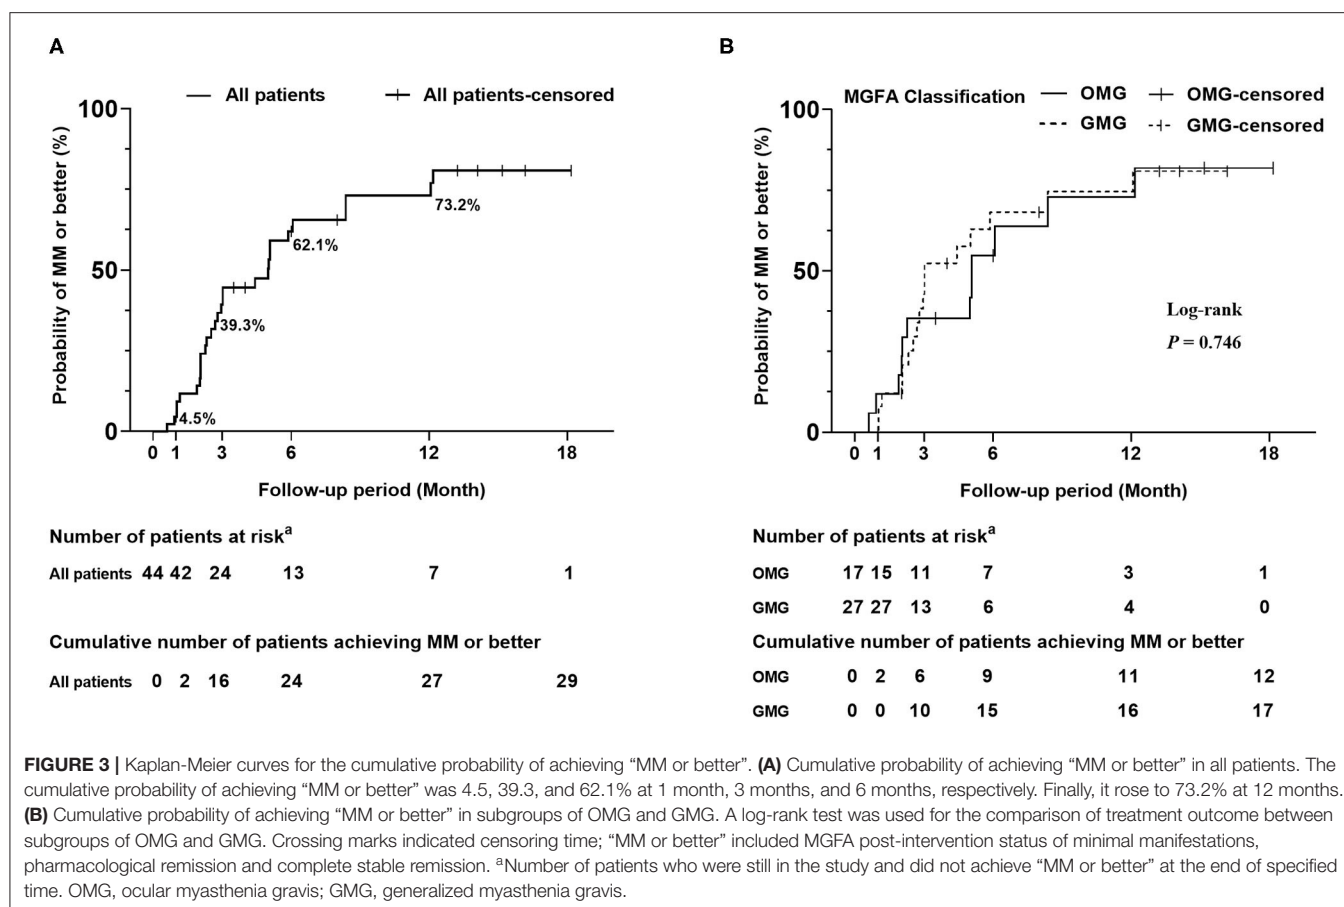 A
All patients All patients-censored
Probability of MM or better (%)
100
50
0
4.5%
39.3%
62.1%
73.2%
0 1 3 6 12 18
Follow-up period (Month)
Number of patients at riskᵃ
All patients 44 42 24 13 7 1
Cumulative number of patients achieving MM or better
All patients 0 2 16 24 27 29
B
MGFA Classification OMG OMG-censored
GMG GMG-censored
Probability of MM or better (%)
100
50
0
Log-rank
P = 0.746
0 1 3 6 12 18
Follow-up period (Month)
Number of patients at riskᵃ
OMG 17 15 11 7 3 1
GMG 27 27 13 6 4 0
Cumulative number of patients achieving MM or better
OMG 0 2 6 9 11 12
GMG 0 0 10 15 16 17
FIGURE 3 | Kaplan-Meier curves for the cumulative probability of achieving “MM or better”. (A) Cumulative probability of achieving “MM or better” in all patients. The
cumulative probability of achieving “MM or better” was 4.5, 39.3, and 62.1% at 1 month, 3 months, and 6 months, respectively. Finally, it rose to 73.2% at 12 months.
(B) Cumulative probability of achieving “MM or better” in subgroups of OMG and GMG. A log-rank test was used for the comparison of treatment outcome between
subgroups of OMG and GMG. Crossing marks indicated censoring time; “MM or better” included MGFA post-intervention status of minimal manifestations,
pharmacological remission and complete stable remission. ᵃNumber of patients who were still in the study and did not achieve “MM or better” at the end of specified
time. OMG, ocular myasthenia gravis; GMG, generalized myasthenia gravis.